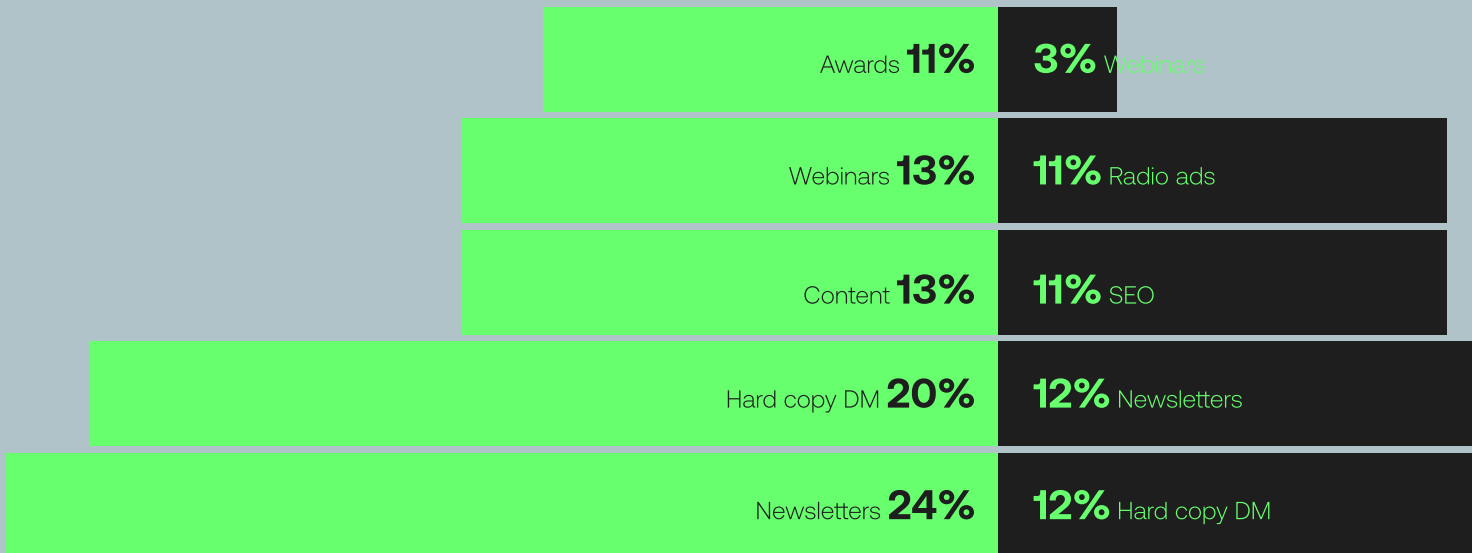 Awards 11% 3% Webinars
Webinars 13% 11% Radio ads
Content 13% 11% SEO
Hard copy DM 20% 12% Newsletters
Newsletters 24% 12% Hard copy DM